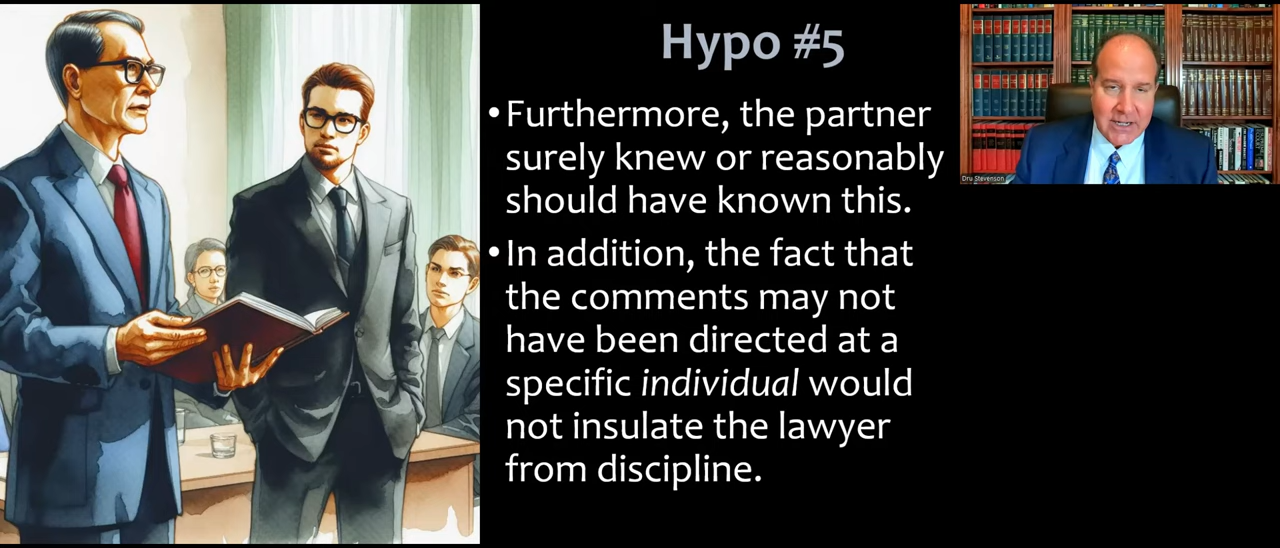 Hypo #5
•Furthermore, the partner
surely knew or reasonably
should have known this.
•In addition, the fact that
the comments may not
have been directed at a
specific individual would
not insulate the lawyer
from discipline.
Dru Stevenson